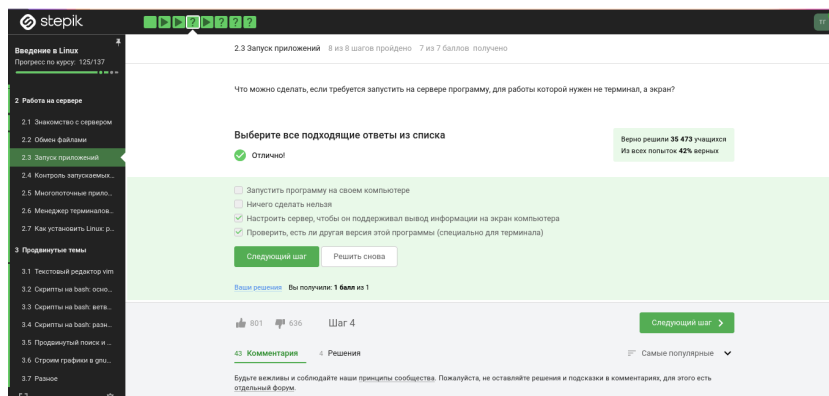 stepik
тг
Введение в Linux
Прогресс по курсу: 125/137
2 Работа на сервере
2.1 Знакомство с сервером
2.2 Обмен файлами
2.3 Запуск приложений
2.4 Контроль запускаемых...
2.5 Многопоточные прило...
2.6 Менеджер терминалов...
2.7 Как установить Linux: р...
3 Продвинутые темы
3.1 Текстовый редактор vim
3.2 Скрипты на bash: осно...
3.3 Скрипты на bash: ветв...
3.4 Скрипты на bash: разн...
3.5 Продвинутый поиск и ...
3.6 Строим графики в gnu...
3.7 Разное
2.3 Запуск приложений 8 из 8 шагов пройдено 7 из 7 баллов получено
Что можно сделать, если требуется запустить на сервере программу, для работы которой нужен не терминал, а экран?
Выберите все подходящие ответы из списка
Отлично!
Верно решили 35 473 учащихся
Из всех попыток 42% верных
Запустить программу на своем компьютере
Ничего сделать нельзя
Настроить сервер, чтобы он поддерживал вывод информации на экран компьютера
Проверить, есть ли другая версия этой программы (специально для терминала)
Следующий шаг Решить снова
Ваши решения Вы получили: 1 балл из 1
801 636 Шаг 4 Следующий шаг
43 Комментария 4 Решения Самые популярные
Будьте вежливы и соблюдайте наши принципы сообщества. Пожалуйста, не оставляйте решения и подсказки в комментариях, для этого есть
отдельный форум.